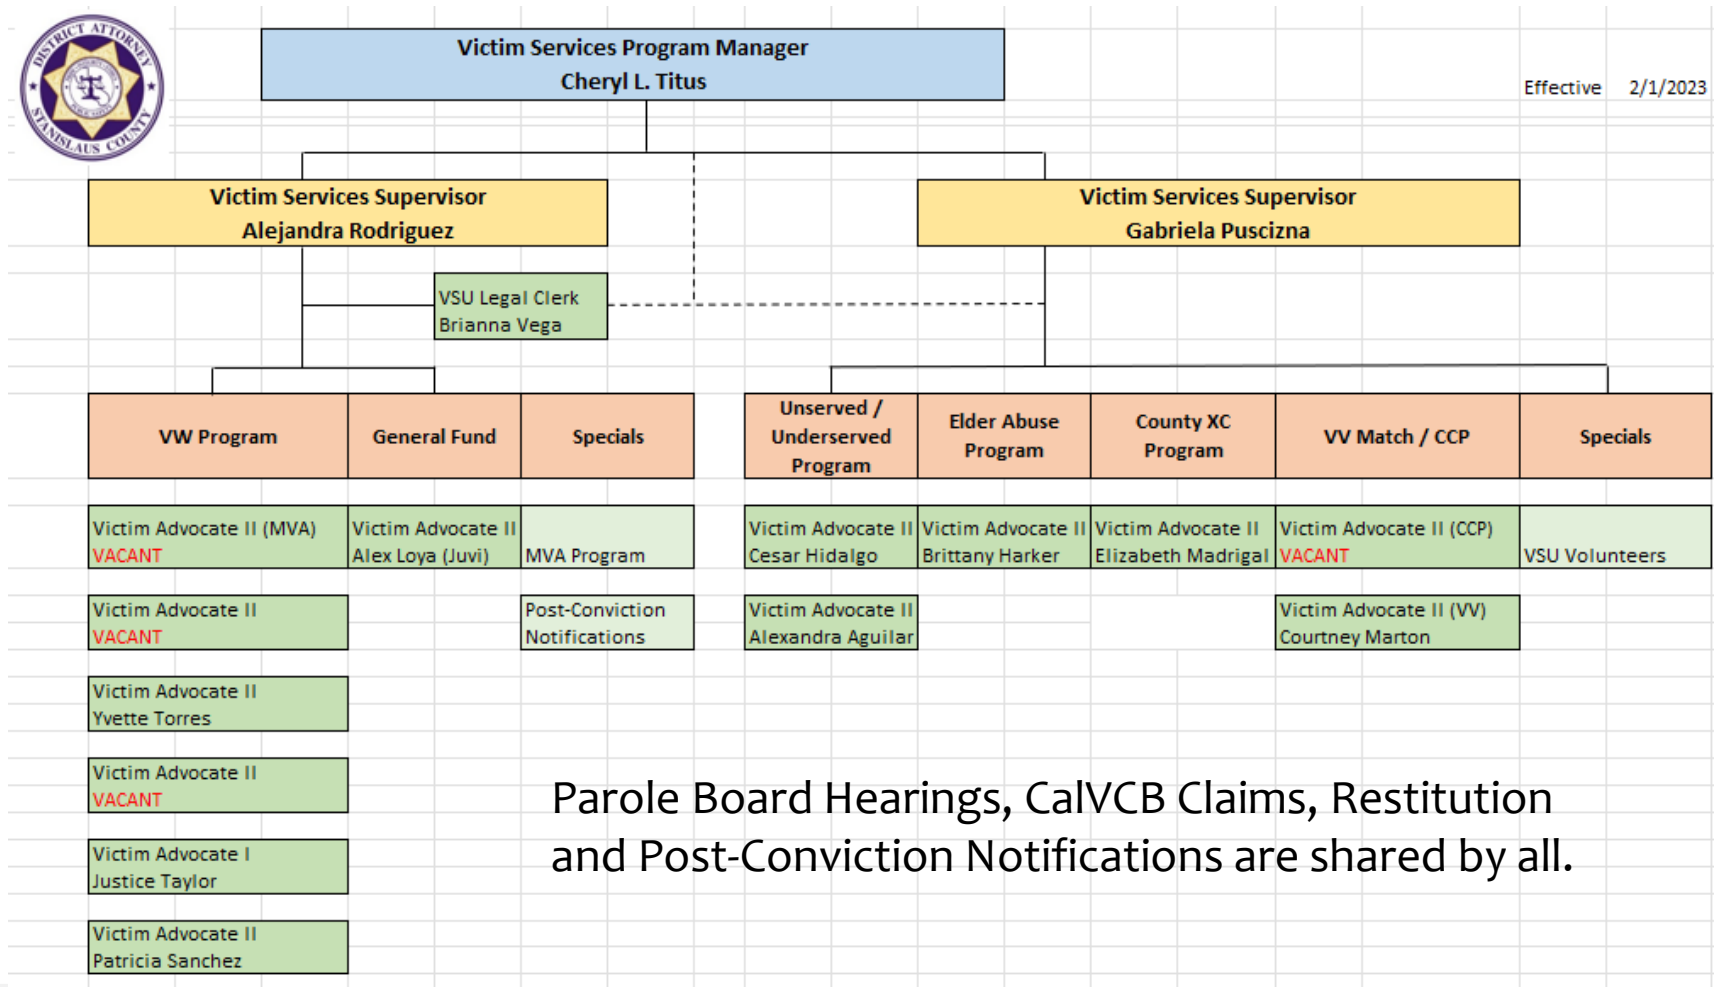 DISTRICT ATTORNEY
STANISLAUS COUNTY
Victim Services Program Manager
Cheryl L. Titus
Effective 2/1/2023
Victim Services Supervisor
Alejandra Rodriguez
Victim Services Supervisor
Gabriela Puscizna
VSU Legal Clerk
Brianna Vega
VW Program
General Fund
Specials
Unserved /
Underserved
Program
Elder Abuse
Program
County XC
Program
VV Match / CCP
Specials
Victim Advocate II (MVA)
VACANT
Victim Advocate II
Alex Loya (Juvi)
MVA Program
Victim Advocate II
Cesar Hidalgo
Victim Advocate II
Brittany Harker
Victim Advocate II
Elizabeth Madrigal
Victim Advocate II (CCP)
VACANT
VSU Volunteers
Victim Advocate II
VACANT
Post-Conviction
Notifications
Victim Advocate II
Alexandra Aguilar
Victim Advocate II (VV)
Courtney Marton
Victim Advocate II
Yvette Torres
Victim Advocate II
VACANT
Victim Advocate I
Justice Taylor
Victim Advocate II
Patricia Sanchez
Parole Board Hearings, CalVCB Claims, Restitution
and Post-Conviction Notifications are shared by all.